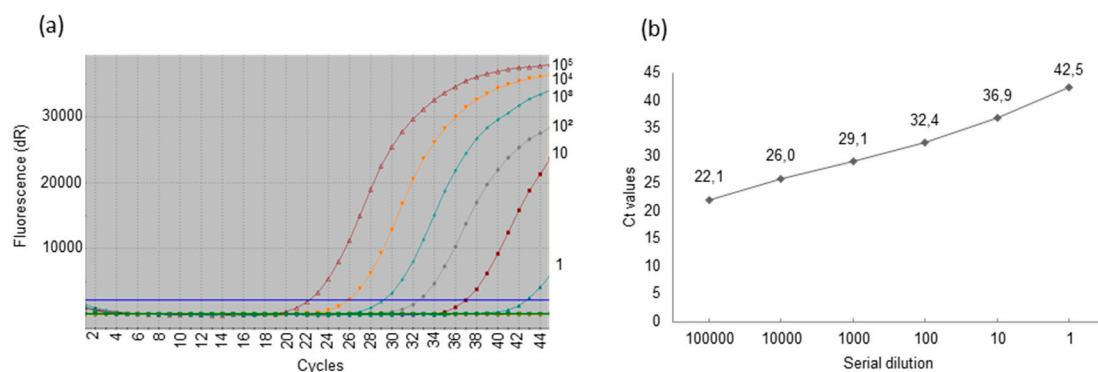 (a)
Fluorescence (dR)
30000
20000
10000
2 4 6 8 10 12 14 16 18 20 22 24 26 28 30 32 34 36 38 40 42 44
Cycles
10⁵
10⁴
10³
10²
10
1
(b)
Ct values
45
40
35
30
25
20
15
10
5
0
22,1 26,0 29,1 32,4 36,9 42,5
100000 10000 1000 100 10 1
Serial dilution